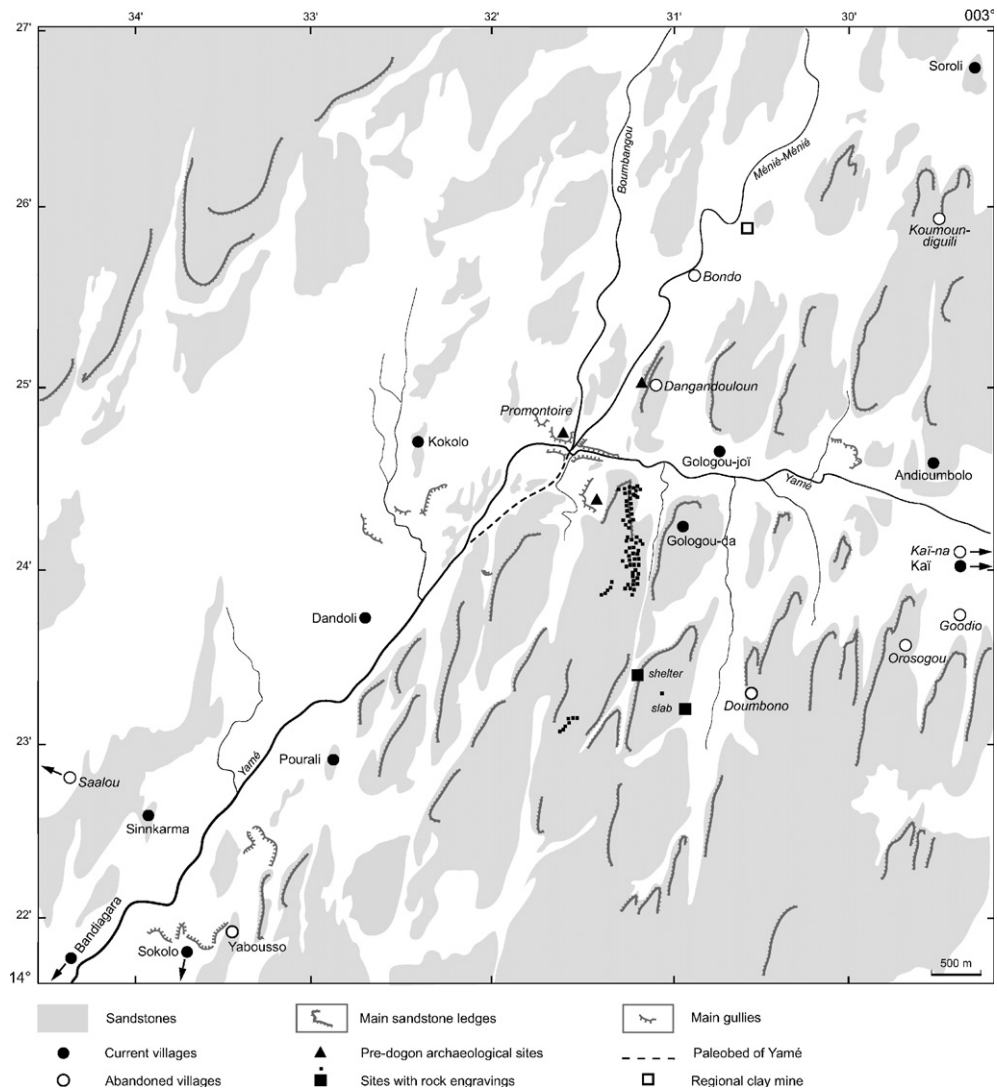 34'
33'
32'
31'
30'
003°
27'
Soroli
Boumbangou
Ménié-Ménié
26'
Koumoun-
diguili
Bondo
25'
Dangandouloun
Promontoire
Kokolo
Gologou-joï
Andioumbolo
Yamé
Gologou-da
24'
Kaï-na
Kaï
Dandoli
Goodio
Orosogou
shelter
slab
Doumbono
23'
Yamé
Pourali
Saalou
Sinnkarma
22'
Bandiagara
Sokolo
Yabousso
14°
500 m
Sandstones
Main sandstone ledges
Main gullies
Current villages
Pre-dogon archaeological sites
Paleobed of Yamé
Abandoned villages
Sites with rock engravings
Regional clay mine